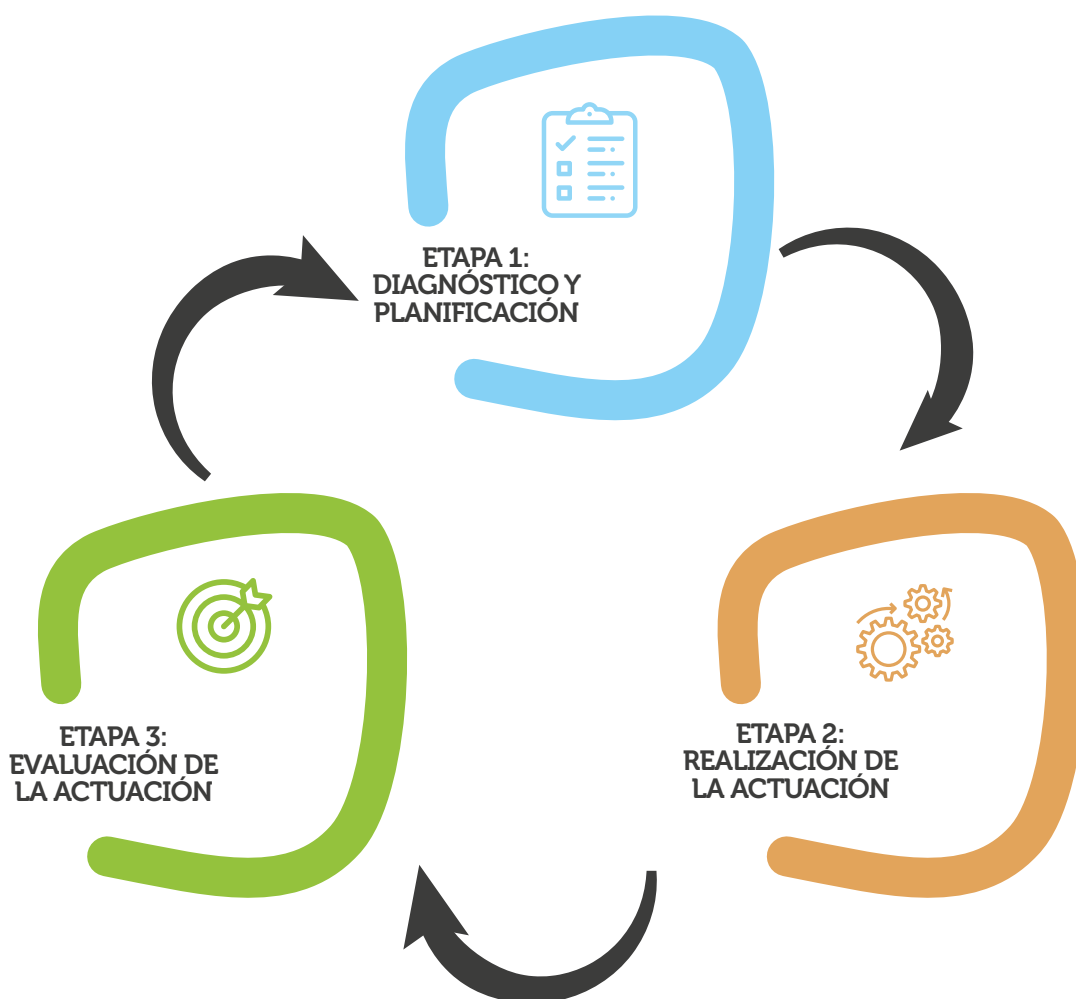 ETAPA 1:
DIAGNÓSTICO Y
PLANIFICACIÓN
ETAPA 2:
REALIZACIÓN DE
LA ACTUACIÓN
ETAPA 3:
EVALUACIÓN DE
LA ACTUACIÓN